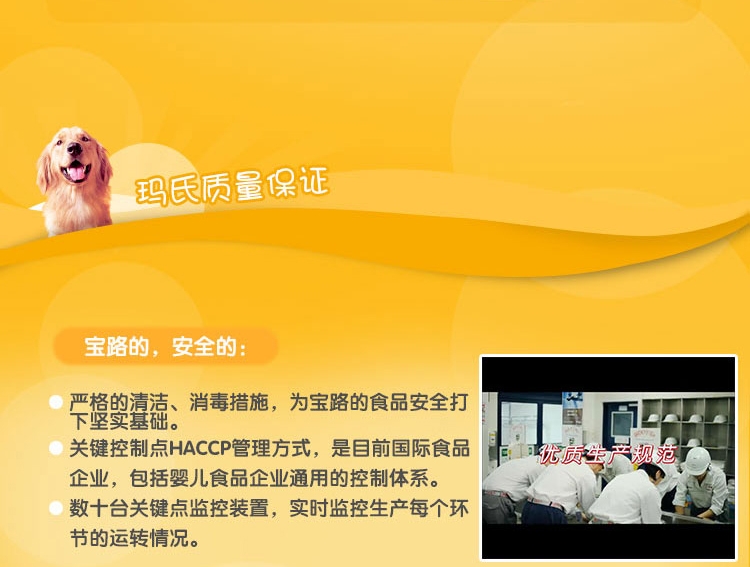 玛氏质量保证
宝路的，安全的：
严格的清洁、消毒措施，为宝路的食品安全打
下坚实基础。
关键控制点HACCP管理方式，是目前国际食品
企业，包括婴儿食品企业通用的控制体系。
数十台关键点监控装置，实时监控生产每个环
节的运转情况。
优质生产规范